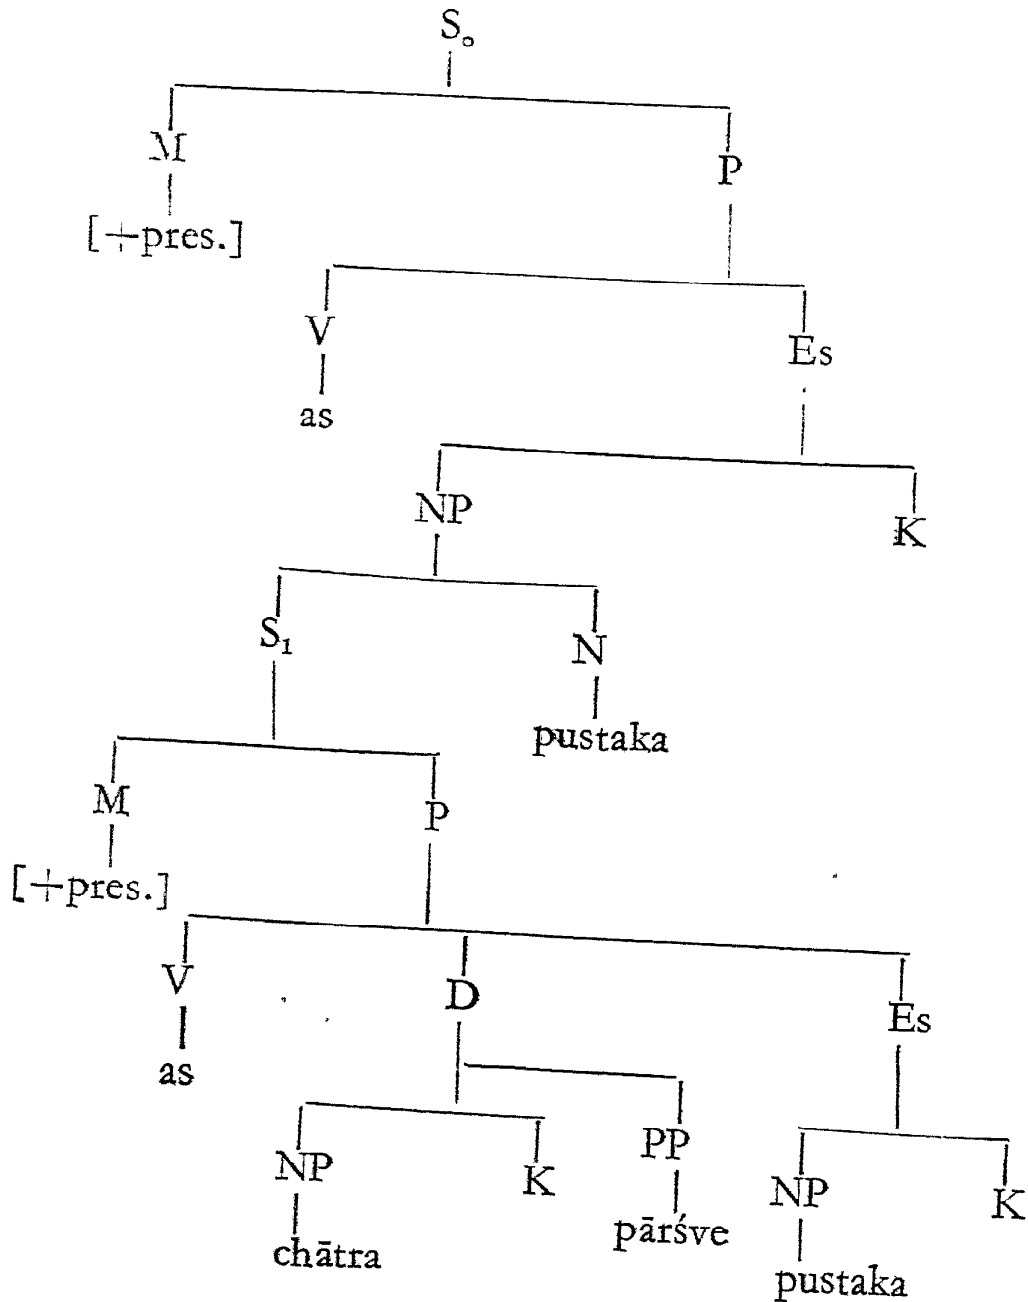 S₀
M P
[+pres.]
V Es
as
NP K
S₁ N
pustaka
M P
[+pres.]
V D Es
as
NP K PP NP K
chātra pārśve pustaka